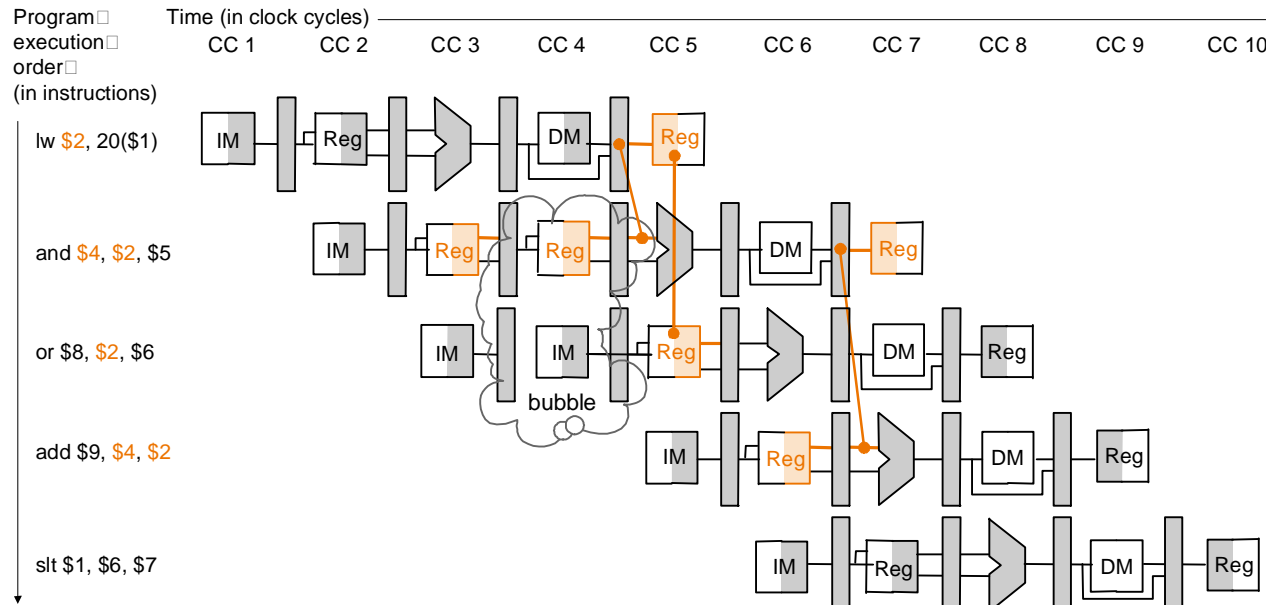 Program□ Time (in clock cycles)
execution□ CC 1 CC 2 CC 3 CC 4 CC 5 CC 6 CC 7 CC 8 CC 9 CC 10
order□
(in instructions)
lw $2, 20($1) IM Reg DM Reg
and $4, $2, $5 IM Reg Reg DM Reg
or $8, $2, $6 IM IM Reg DM Reg
bubble
add $9, $4, $2 IM Reg DM Reg
slt $1, $6, $7 IM Reg DM Reg